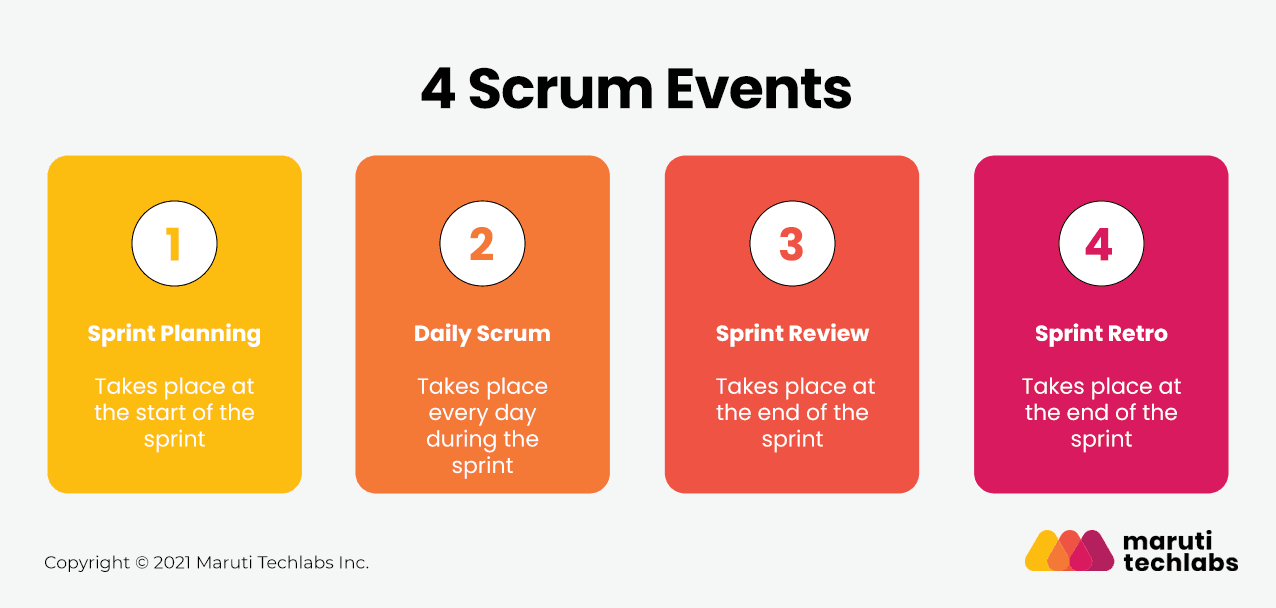 4 Scrum Events
1
Sprint Planning
Takes place at
the start of the
sprint
2
Daily Scrum
Takes place
every day
during the
sprint
3
Sprint Review
Takes place at
the end of the
sprint
4
Sprint Retro
Takes place at
the end of the
sprint
Copyright © 2021 Maruti Techlabs Inc.
maruti
techlabs